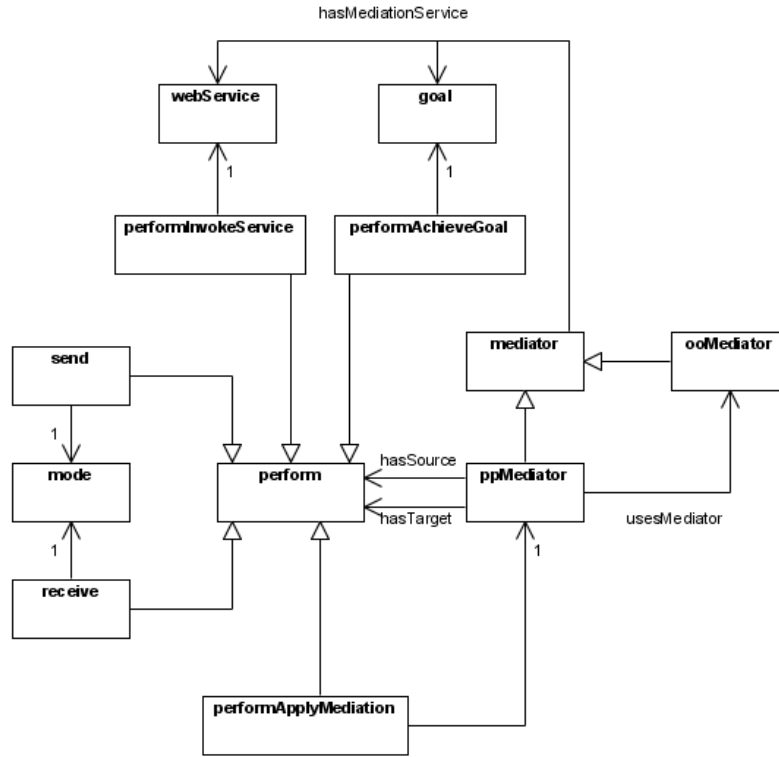 hasMediationService
webService
goal
1
1
performInvokeService
performAchieveGoal
mediator
ooMediator
send
1
hasSource
mode
perform
ppMediator
hasTarget
usesMediator
1
1
receive
performApplyMediation